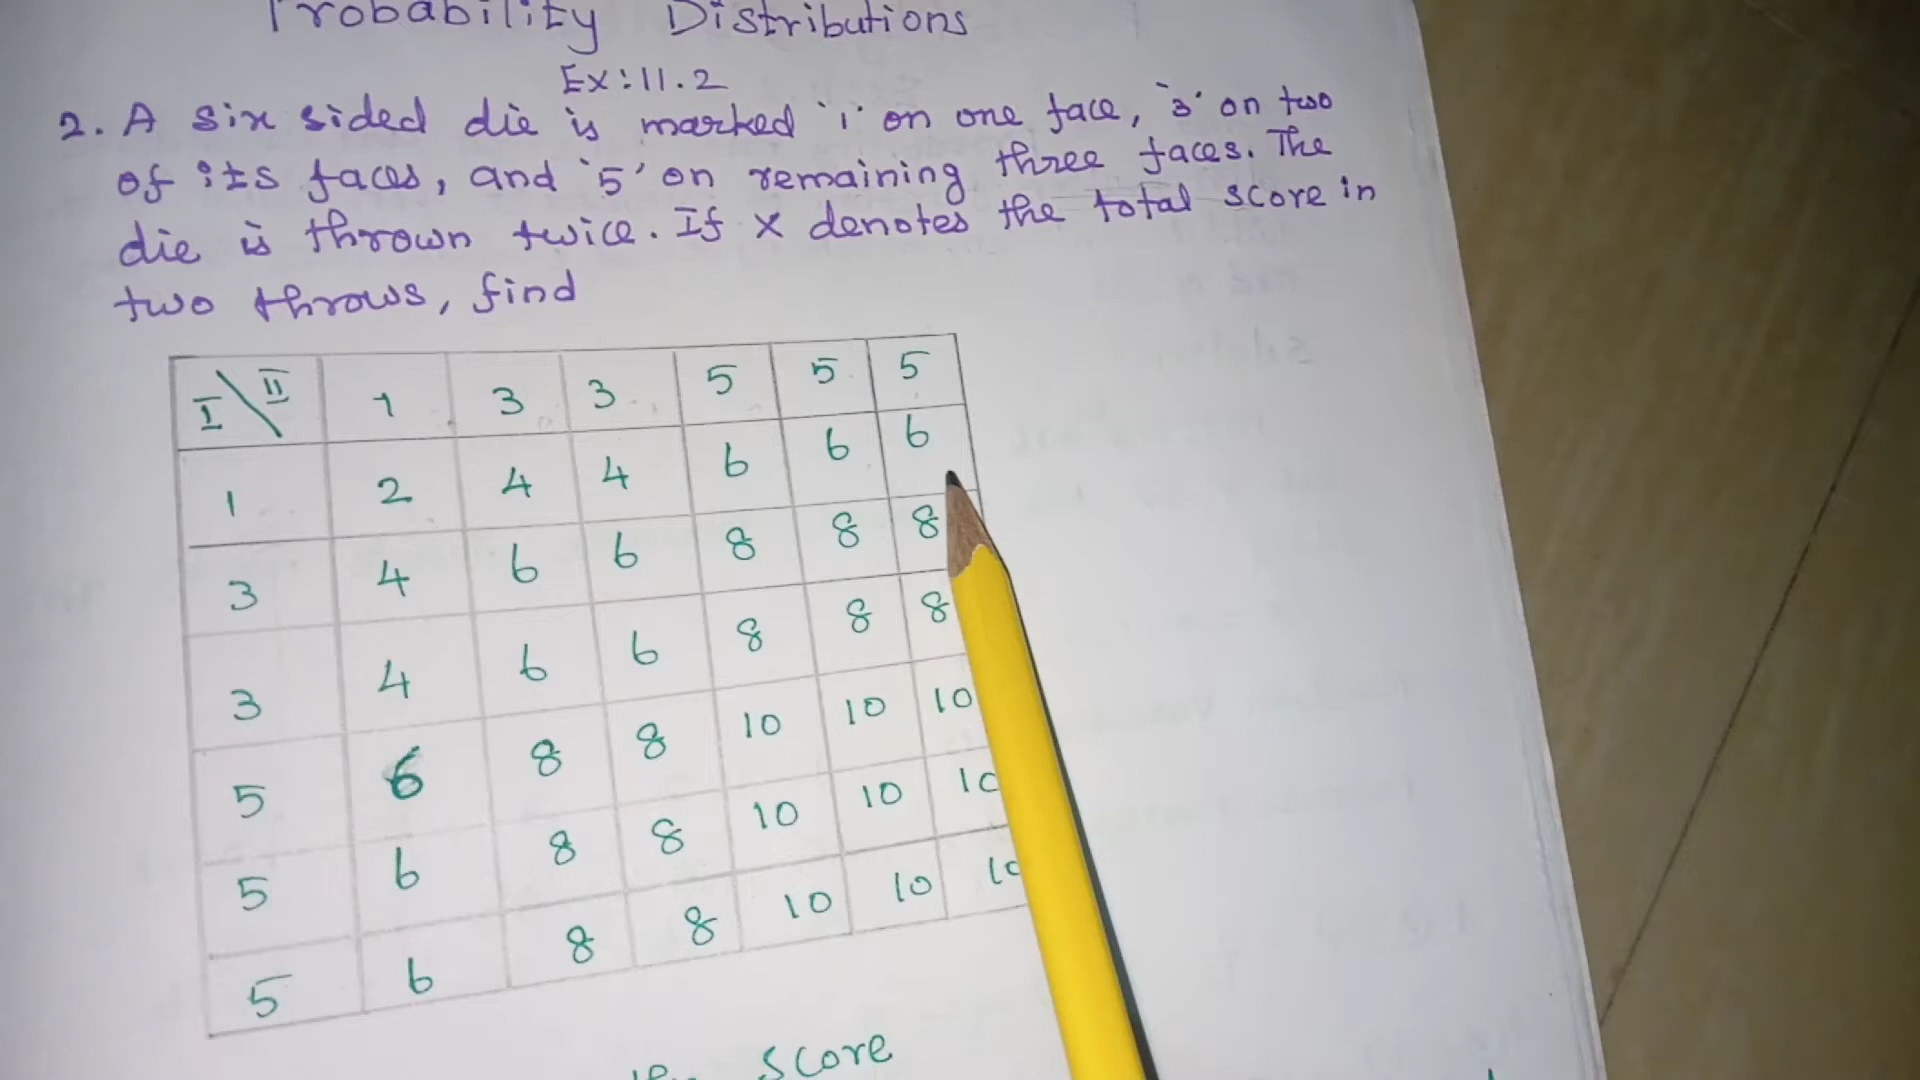 Probability Distributions
Ex: 11.2
2. A six sided die is marked '1' on one face, '3' on two
of its faces, and '5' on remaining three faces. The
die is thrown twice. If X denotes the total score in
two throws, find
I \ II 1 3 3 5 5 5
1 2 4 4 6 6 6
3 4 6 6 8 8 8
3 4 6 6 8 8 8
5 6 8 8 10 10 10
5 6 8 8 10 10 10
5 6 8 8 10 10 10
score